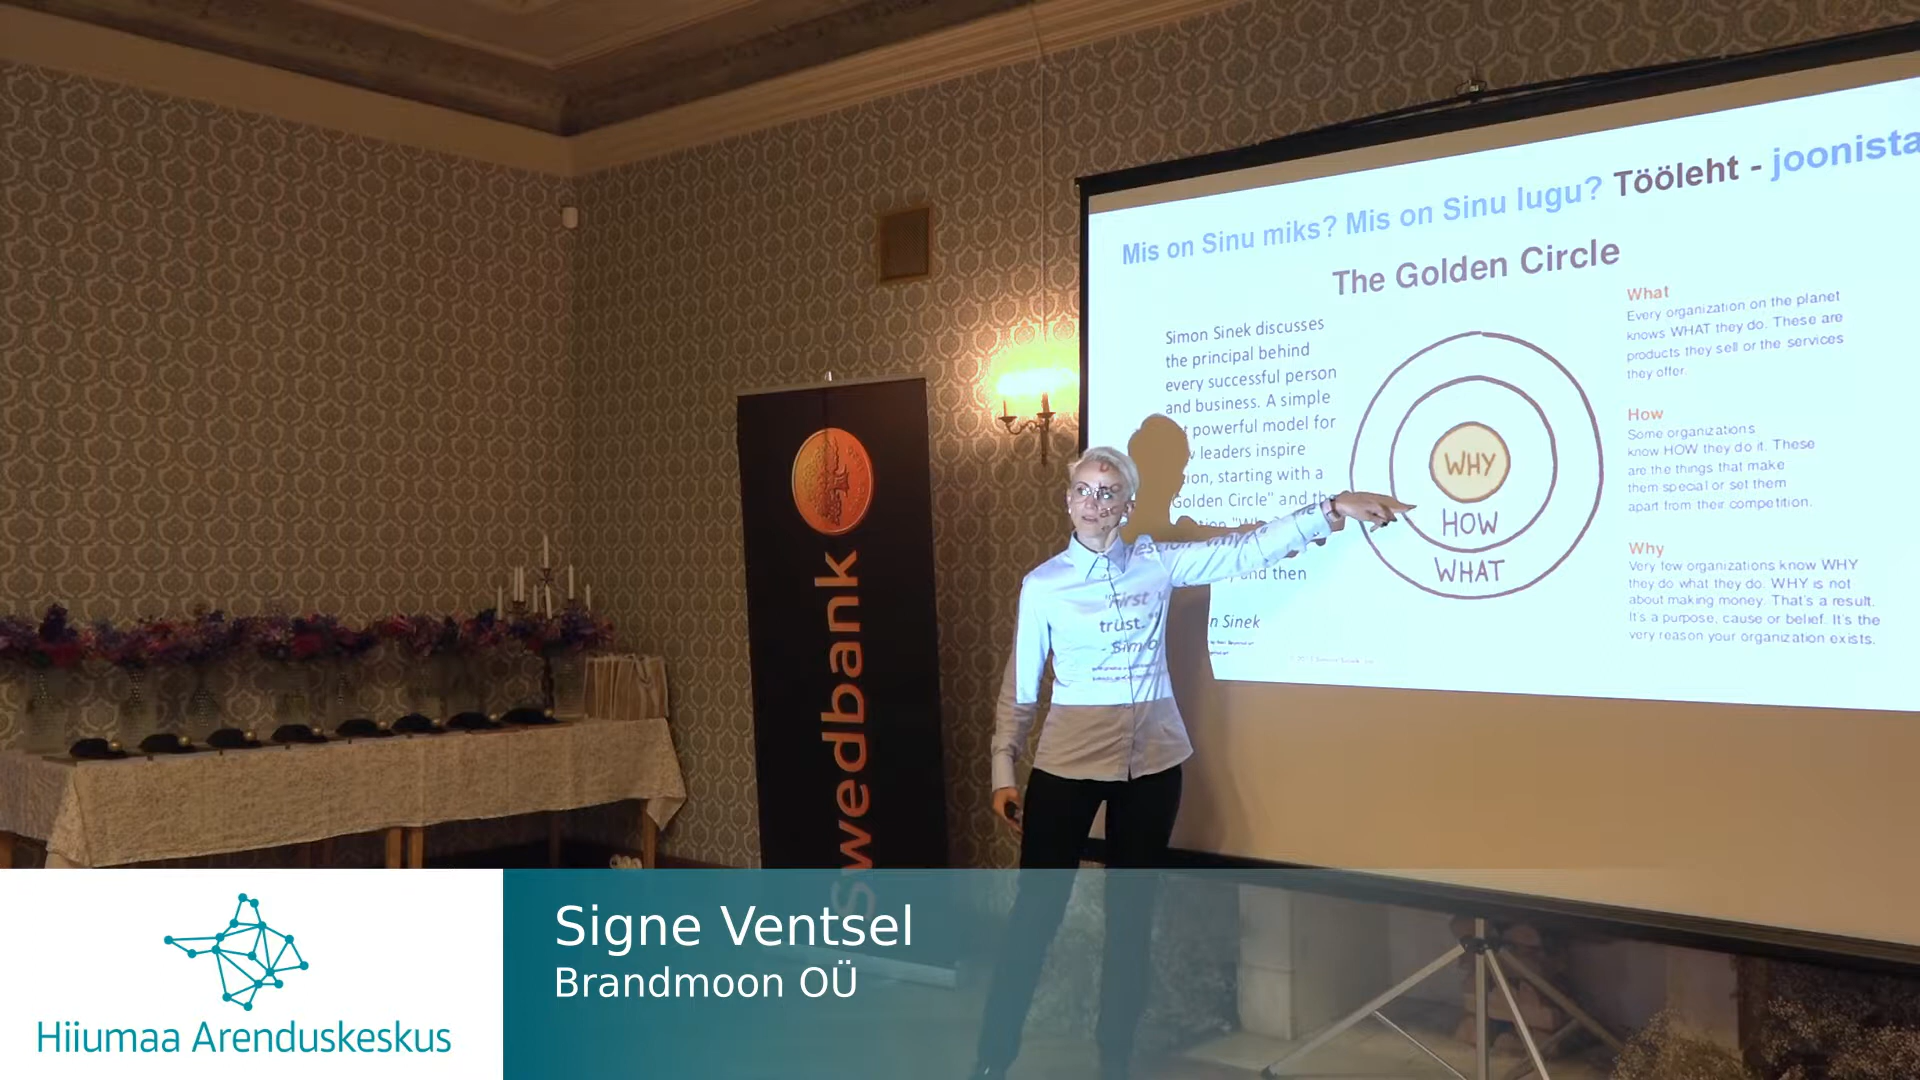 Mis on Sinu miks? Mis on Sinu lugu? Tööleht - joonista
The Golden Circle
Simon Sinek discusses
the principal behind
every successful person
and business. A simple
powerful model for
leaders inspire
starting with a
Golden Circle" and the
and then
"First
trust."
- Simo
Sinek
WHY
HOW
WHAT
What
Every organization on the planet
knows WHAT they do. These are
products they sell or the services
they offer.
How
Some organizations
know HOW they do it. These
are the things that make
them special or set them
apart from their competition.
Why
Very few organizations know WHY
they do what they do. WHY is not
about making money. That's a result.
It's a purpose, cause or belief. It's the
very reason your organization exists.
swedbank
Signe Ventsel
Brandmoon OÜ
Hiiumaa Arenduskeskus